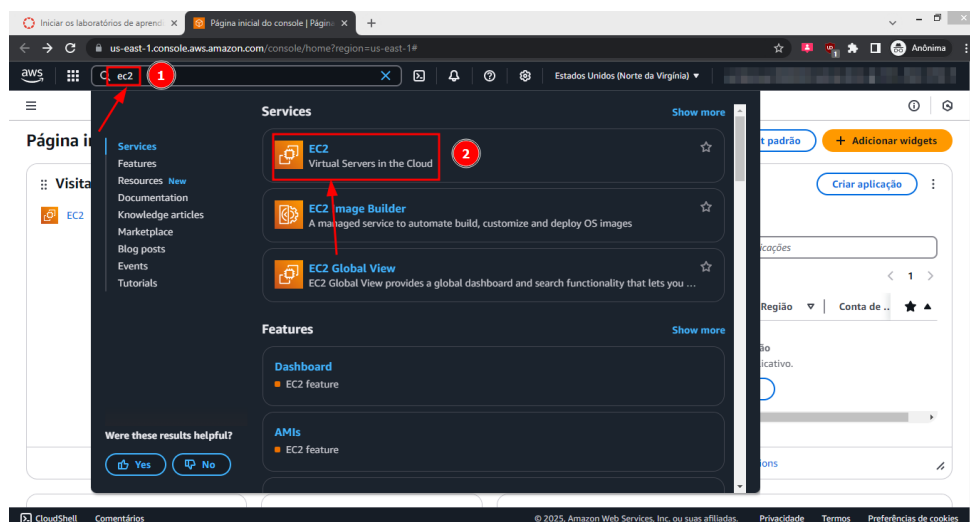 Iniciar os laboratórios de aprend
Página inicial do console | Págin
us-east-1.console.aws.amazon.com/console/home?region=us-east-1#
Anônima
aws
ec2
1
Estados Unidos (Norte da Virgínia)
Services
Show more
Página i
Services
Features
Resources New
Documentation
Knowledge articles
Marketplace
Blog posts
Events
Tutorials
EC2
Virtual Servers in the Cloud
2
EC2 Image Builder
A managed service to automate build, customize and deploy OS images
EC2 Global View
EC2 Global View provides a global dashboard and search functionality that lets you ...
Features
Show more
Dashboard
EC2 feature
AMIs
EC2 feature
Were these results helpful?
Yes
No
Visita
EC2
t padrão
+ Adicionar widgets
Criar aplicação
icações
1
Região
Conta de ..
ão
icativo.
ions
CloudShell
Comentários
© 2025, Amazon Web Services, Inc. ou suas afiliadas.
Privacidade
Termos
Preferências de cookies